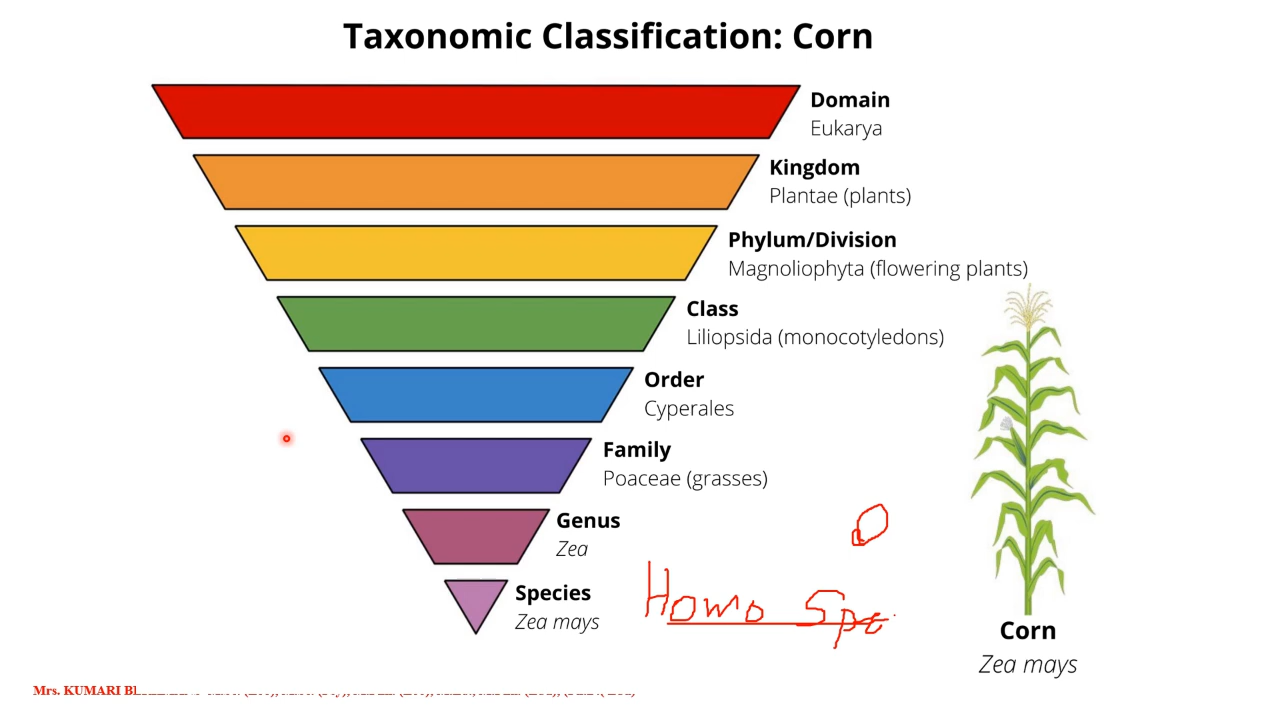 Taxonomic Classification: Corn
Domain
Eukarya
Kingdom
Plantae (plants)
Phylum/Division
Magnoliophyta (flowering plants)
Class
Liliopsida (monocotyledons)
Order
Cyperales
Family
Poaceae (grasses)
Genus
Zea
Species
Zea mays
Homo Spe
Corn
Zea mays
Mrs. KUMARI